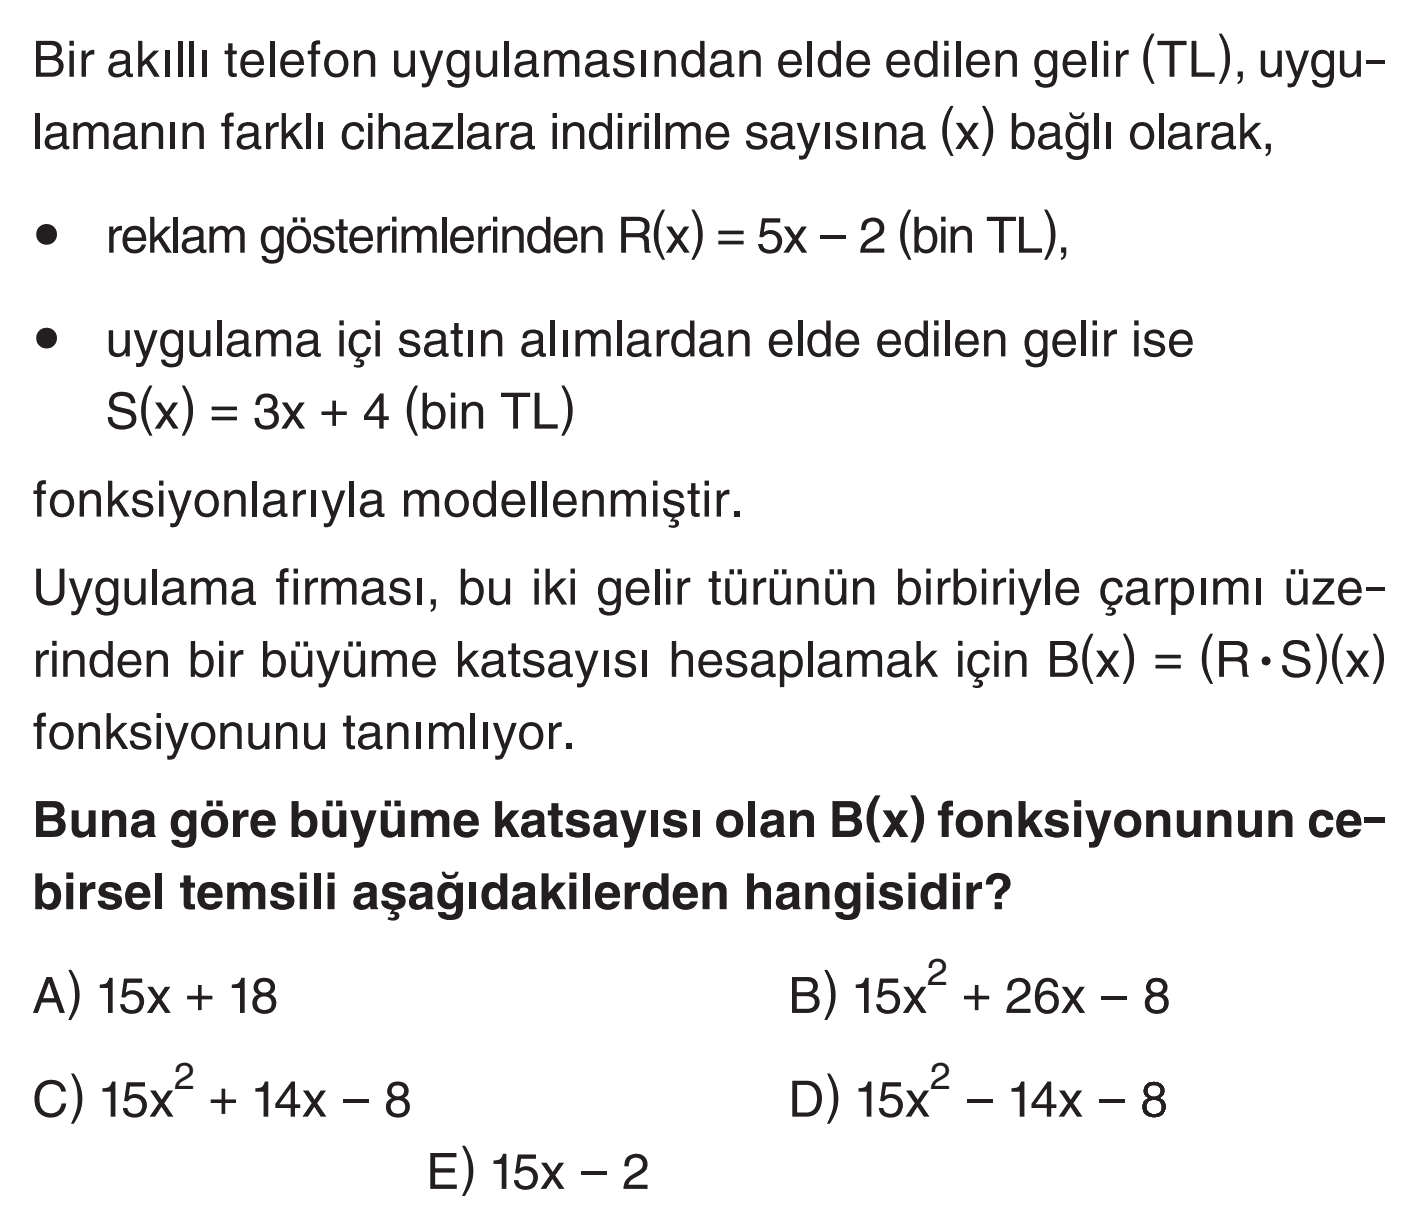 Bir akıllı telefon uygulamasından elde edilen gelir (TL), uygu-
lamanın farklı cihazlara indirilme sayısına (x) bağlı olarak,
• reklam gösterimlerinden R(x) = 5x – 2 (bin TL),
• uygulama içi satın alımlardan elde edilen gelir ise
S(x) = 3x + 4 (bin TL)
fonksiyonlarıyla modellenmiştir.
Uygulama firması, bu iki gelir türünün birbiriyle çarpımı üze-
rinden bir büyüme katsayısı hesaplamak için B(x) = (R · S)(x)
fonksiyonunu tanımlıyor.
Buna göre büyüme katsayısı olan B(x) fonksiyonunun ce-
birsel temsili aşağıdakilerden hangisidir?
A) 15x + 18 B) 15x² + 26x – 8
C) 15x² + 14x – 8 D) 15x² – 14x – 8
E) 15x – 2